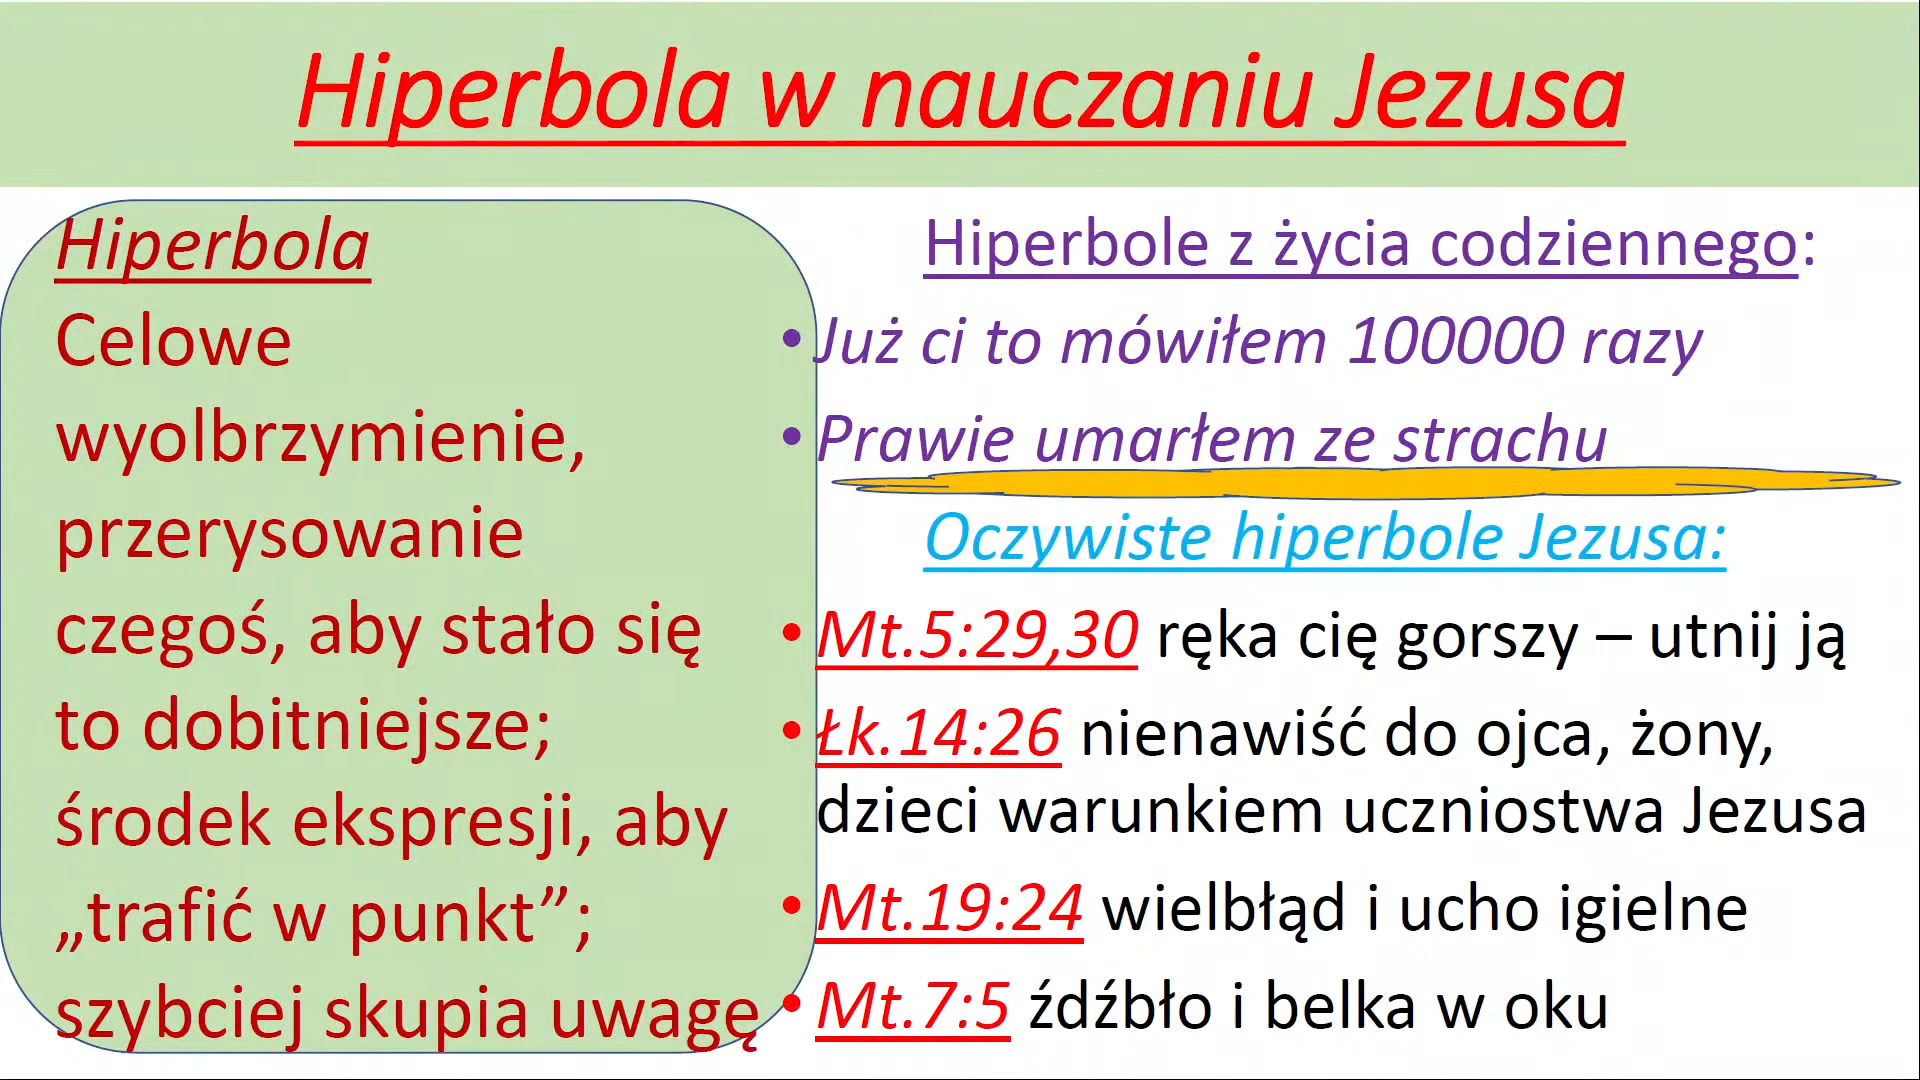 Hiperbola w nauczaniu Jezusa
Hiperbola
Celowe
wyolbrzymienie,
przerysowanie
czegoś, aby stało się
to dobitniejsze;
środek ekspresji, aby
„trafić w punkt”;
szybciej skupia uwagę
Hiperbole z życia codziennego:
• Już ci to mówiłem 100000 razy
• Prawie umarłem ze strachu
Oczywiste hiperbole Jezusa:
• Mt.5:29,30 ręka cię gorszy – utnij ją
• Łk.14:26 nienawiść do ojca, żony,
dzieci warunkiem uczniostwa Jezusa
• Mt.19:24 wielbłąd i ucho igielne
• Mt.7:5 źdźbło i belka w oku